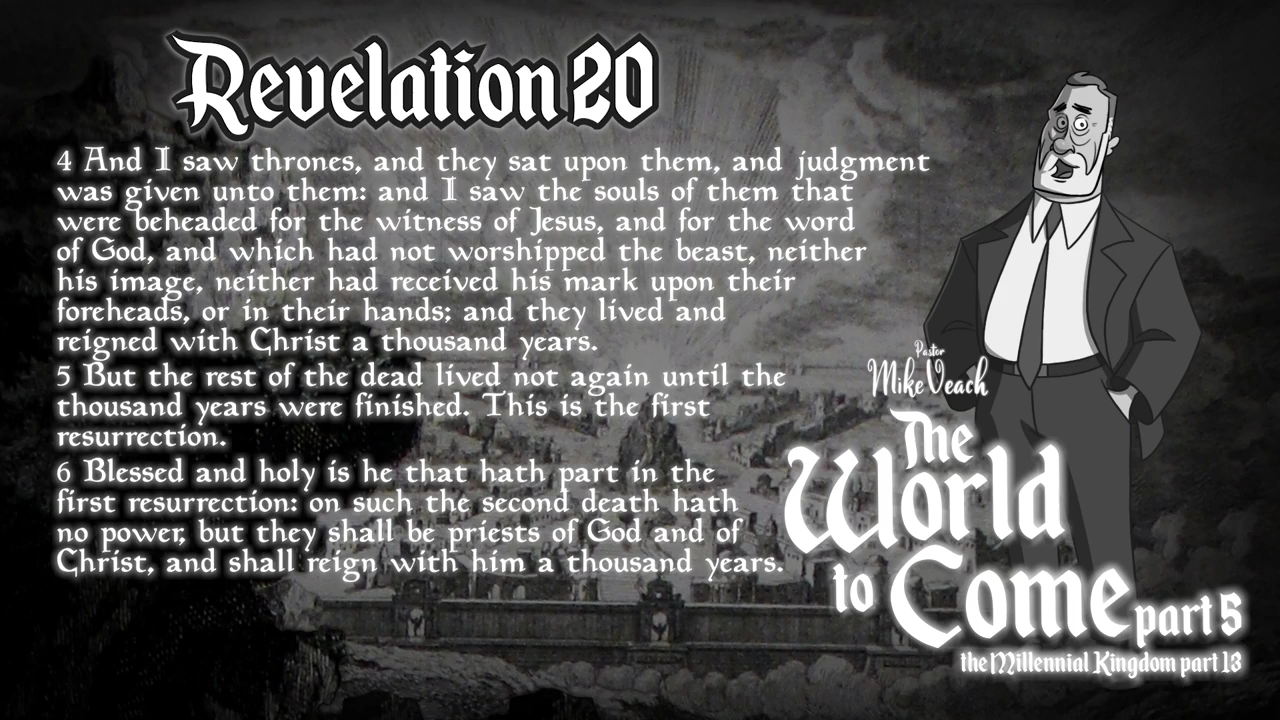 Revelation 20
4 And I saw thrones, and they sat upon them, and judgment
was given unto them: and I saw the souls of them that
were beheaded for the witness of Jesus, and for the word
of God, and which had not worshipped the beast, neither
his image, neither had received his mark upon their
foreheads, or in their hands; and they lived and
reigned with Christ a thousand years.
5 But the rest of the dead lived not again until the
thousand years were finished. This is the first
resurrection.
6 Blessed and holy is he that hath part in the
first resurrection: on such the second death hath
no power, but they shall be priests of God and of
Christ, and shall reign with him a thousand years.
Pastor
Mike Veach
The
World
to Come part 5
the Millennial Kingdom part 13